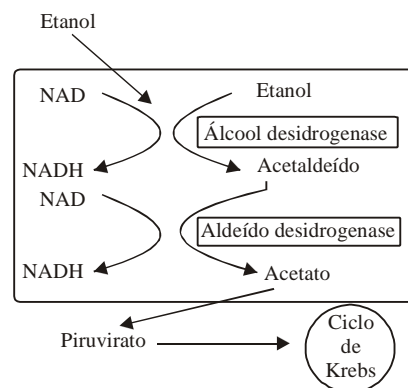 Etanol
NAD
Etanol
Álcool desidrogenase
NADH
Acetaldeído
NAD
Aldeído desidrogenase
NADH
Acetato
Piruvirato
Ciclo
de
Krebs